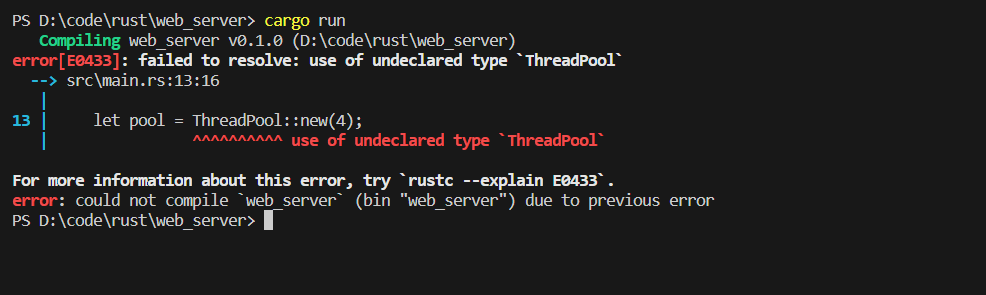 PS D:\code\rust\web_server> cargo run
   Compiling web_server v0.1.0 (D:\code\rust\web_server)
error[E0433]: failed to resolve: use of undeclared type `ThreadPool`
  --> src\main.rs:13:16
   |
13 |     let pool = ThreadPool::new(4);
   |                ^^^^^^^^^^ use of undeclared type `ThreadPool`

For more information about this error, try `rustc --explain E0433`.
error: could not compile `web_server` (bin "web_server") due to previous error
PS D:\code\rust\web_server>